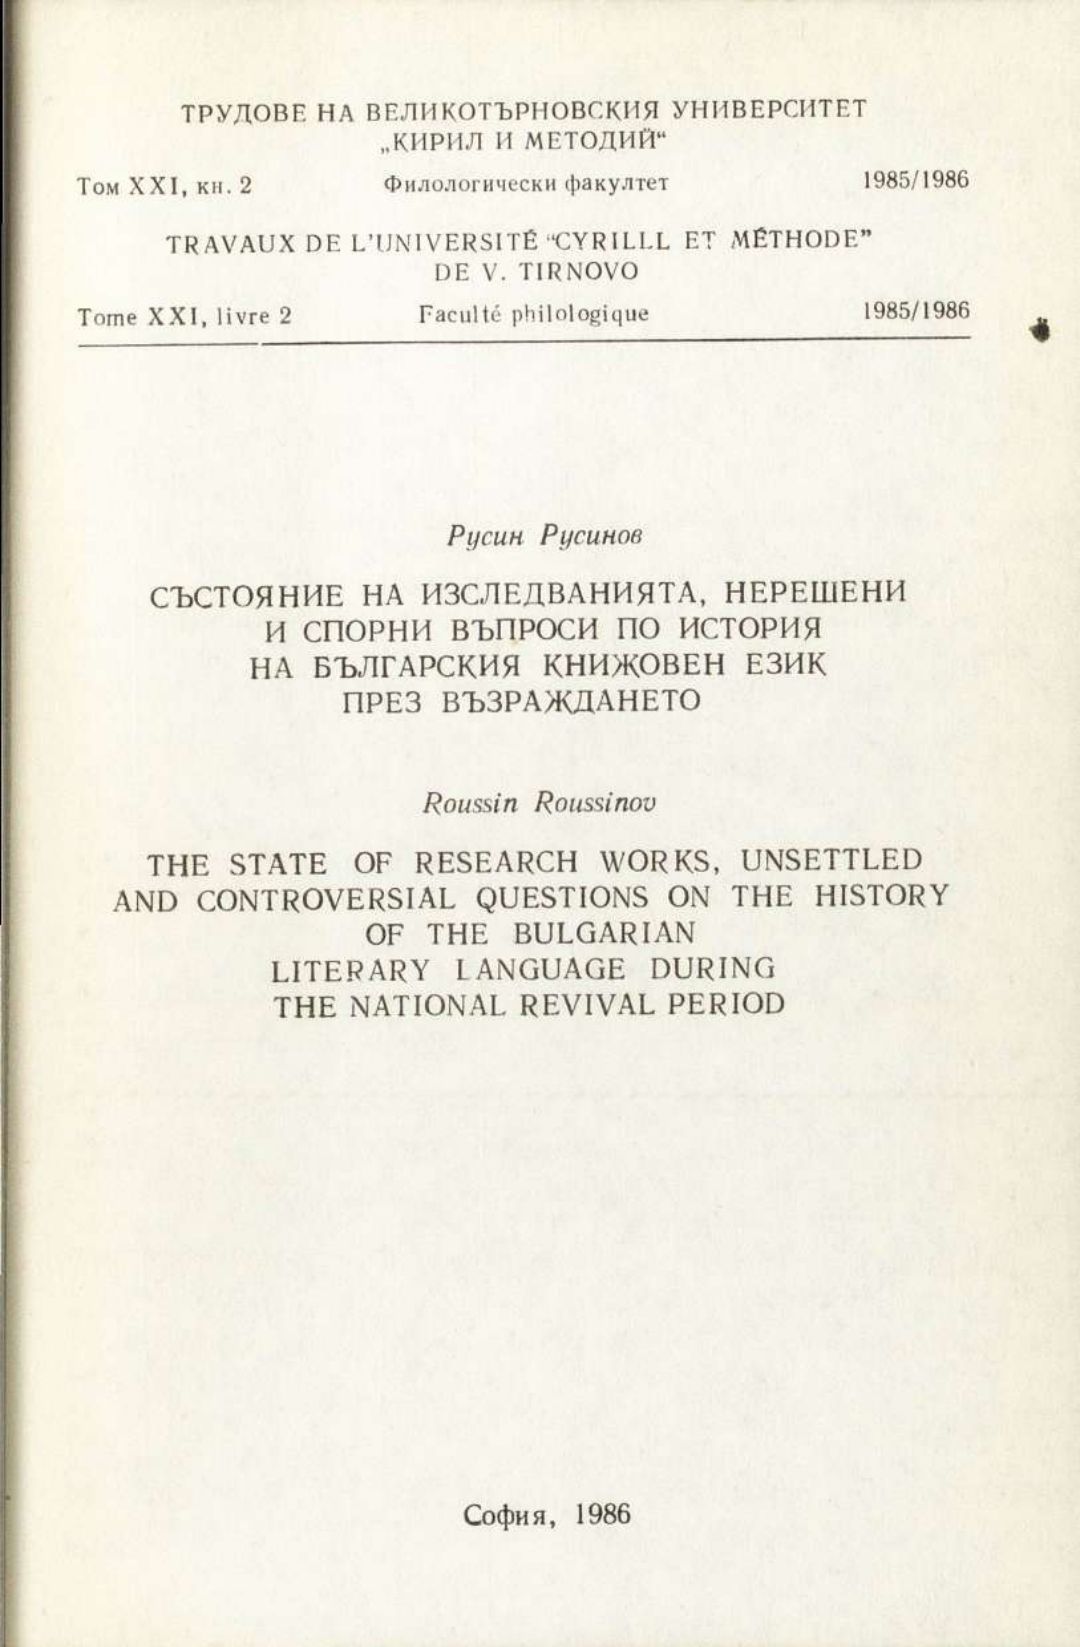 ТРУДОВЕ НА ВЕЛИКОТЪРНОВСКИЯ УНИВЕРСИТЕТ
„КИРИЛ И МЕТОДИЙ“
Том XXI, кн. 2 Филологически факултет 1985/1986
TRAVAUX DE L'UNIVERSITÉ “CYRILLL ET MÉTHODE”
DE V. TIRNOVO
Tome XXI, livre 2 Faculté philologique 1985/1986
Русин Русинов
СЪСТОЯНИЕ НА ИЗСЛЕДВАНИЯТА, НЕРЕШЕНИ
И СПОРНИ ВЪПРОСИ ПО ИСТОРИЯ
НА БЪЛГАРСКИЯ КНИЖОВЕН ЕЗИК
ПРЕЗ ВЪЗРАЖДАНЕТО
Roussin Roussinov
THE STATE OF RESEARCH WORKS, UNSETTLED
AND CONTROVERSIAL QUESTIONS ON THE HISTORY
OF THE BULGARIAN
LITERARY LANGUAGE DURING
THE NATIONAL REVIVAL PERIOD
София, 1986